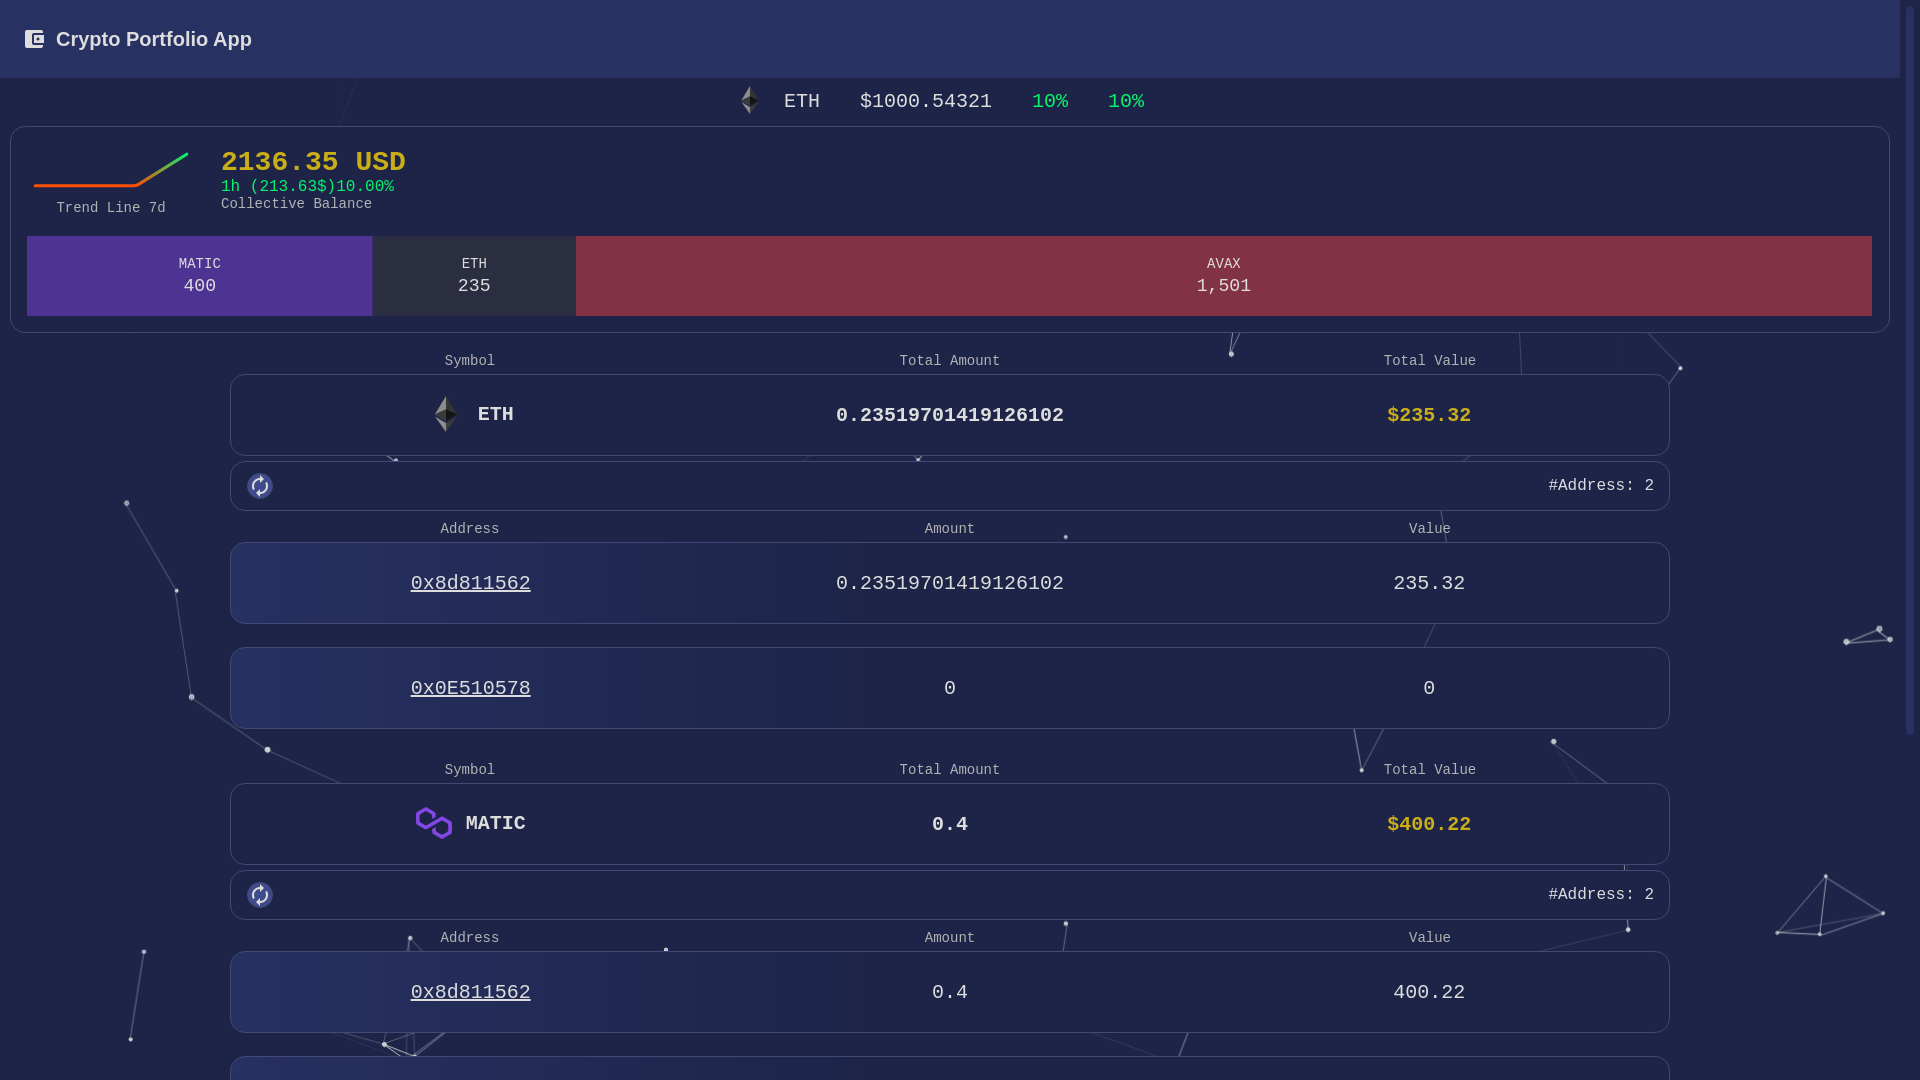 Crypto Portfolio App
ETH $1000.54321 10% 10%
2136.35 USD
1h (213.63$)10.00%
Collective Balance
Trend Line 7d
MATIC
400
ETH
235
AVAX
1,501
Symbol Total Amount Total Value
ETH 0.23519701419126102 $235.32
#Address: 2
Address Amount Value
0x8d811562 0.23519701419126102 235.32
0x0E510578 0 0
Symbol Total Amount Total Value
MATIC 0.4 $400.22
#Address: 2
Address Amount Value
0x8d811562 0.4 400.22